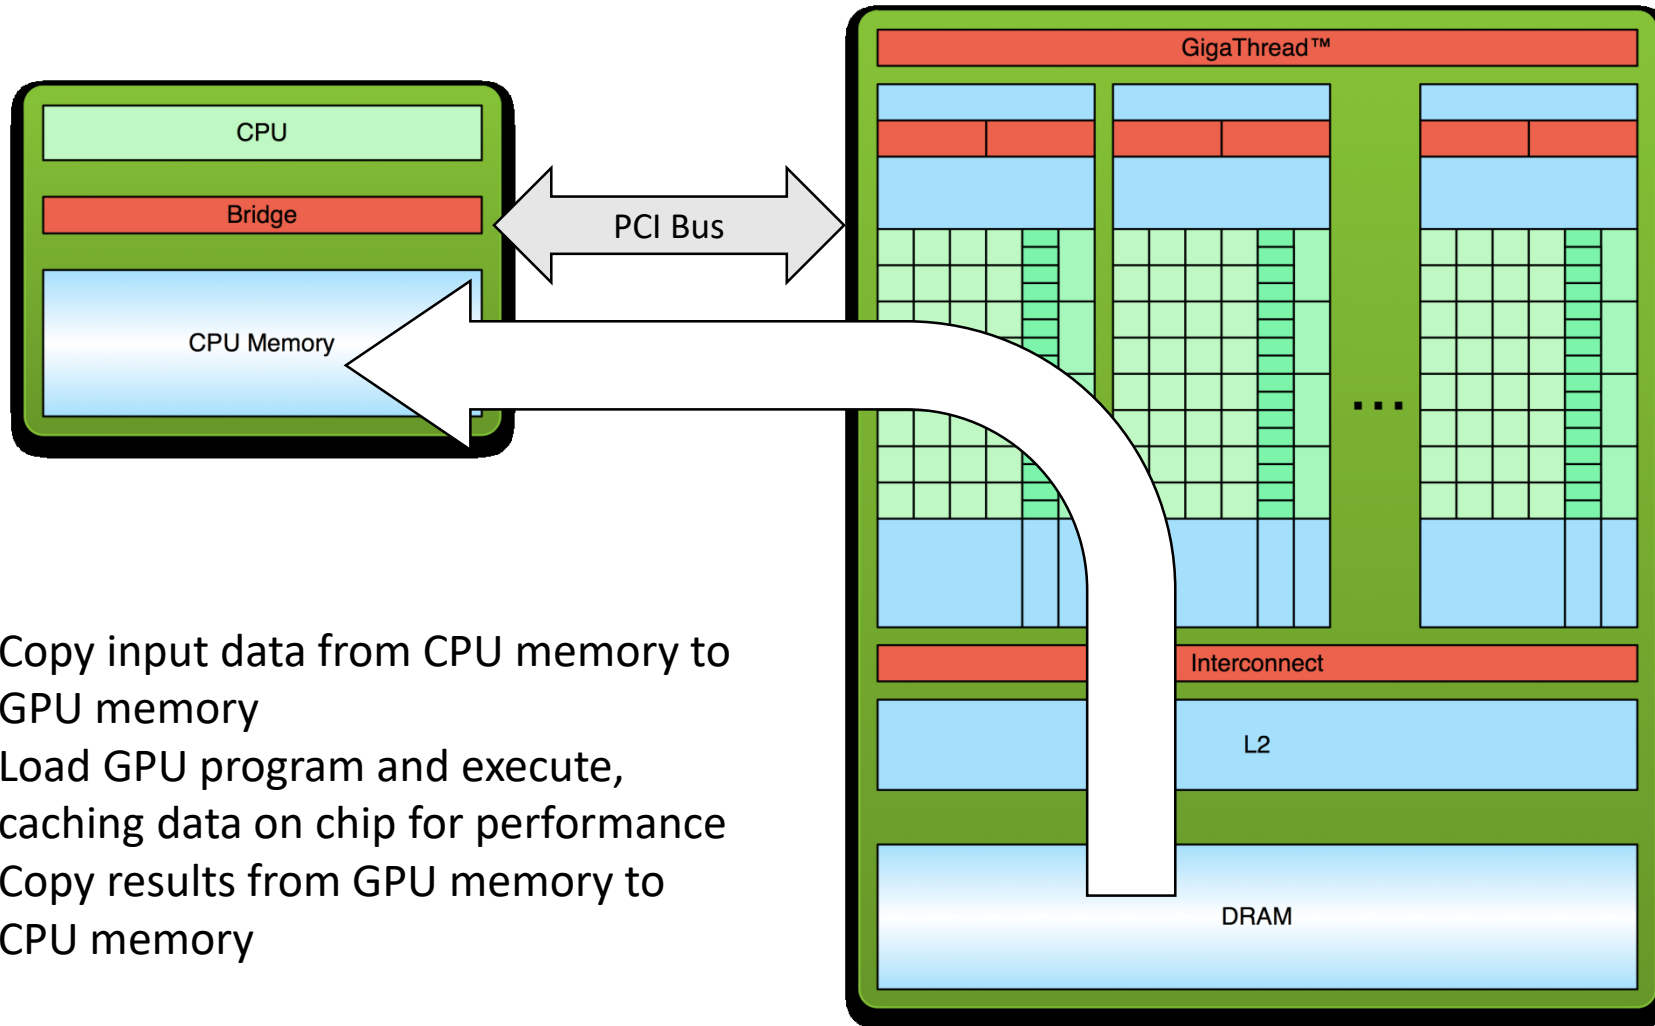 GigaThread™
CPU
Bridge
PCI Bus
CPU Memory
...
Interconnect
L2
DRAM
Copy input data from CPU memory to
GPU memory
Load GPU program and execute,
caching data on chip for performance
Copy results from GPU memory to
CPU memory